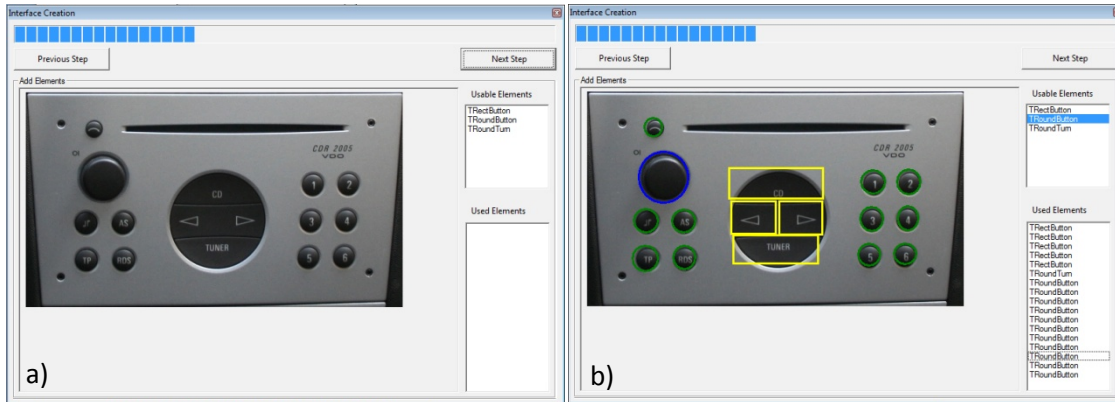 Interface Creation
Previous Step
Next Step
Add Elements
Usable Elements
TRectButton
TRoundButton
TRoundTurn
CDR 2005
VDO
CD
1 2
AS
3 4
TUNER
TP RDS
5 6
Used Elements
a)
Interface Creation
Previous Step
Next Step
Add Elements
Usable Elements
TRectButton
TRoundButton
TRoundTurn
CDR 2005
VDO
CD
1 2
AS
3 4
TUNER
TP RDS
5 6
Used Elements
TRectButton
TRectButton
TRectButton
TRectButton
TRectButton
TRoundTurn
TRoundButton
TRoundButton
TRoundButton
TRoundButton
TRoundButton
TRoundButton
TRoundButton
TRoundButton
TRoundButton
TRoundButton
TRoundButton
b)